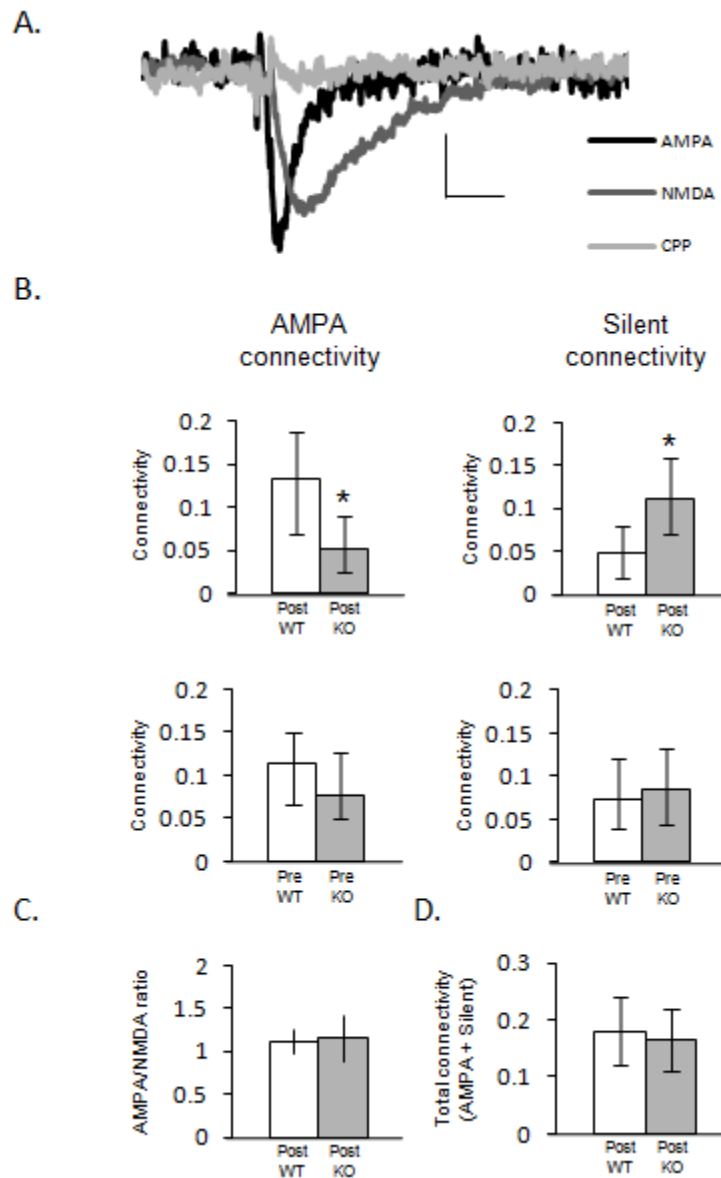 A.
AMPA
NMDA
CPP
B.
AMPA
connectivity
Silent
connectivity
Connectivity
0.2
0.15
0.1
0.05
0
*
Post
WT
Post
KO
Connectivity
0.2
0.15
0.1
0.05
0
*
Post
WT
Post
KO
Connectivity
0.2
0.15
0.1
0.05
0
Pre
WT
Pre
KO
Connectivity
0.2
0.15
0.1
0.05
0
Pre
WT
Pre
KO
C.
AMPA/NMDA ratio
2
1.5
1
0.5
0
Post
WT
Post
KO
D.
Total connectivity
(AMPA + Silent)
0.3
0.2
0.1
0
Post
WT
Post
KO